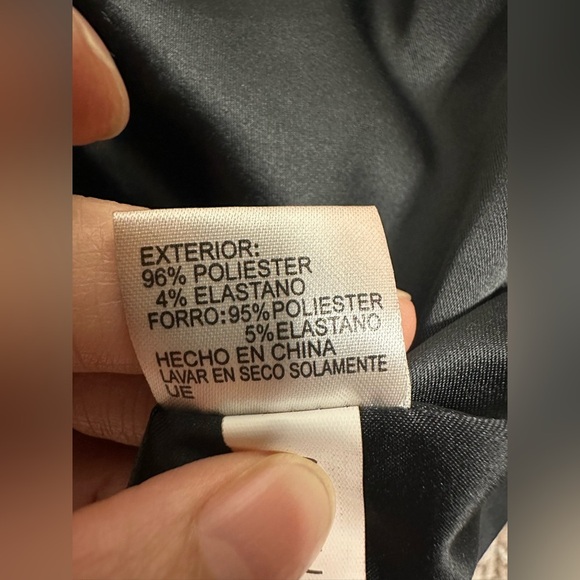 EXTERIOR:
96% POLIESTER
4% ELASTANO
FORRO:95%POLIESTER
5%ELASTANO
HECHO EN CHINA
LAVAR EN SECO SOLAMENTE
UE